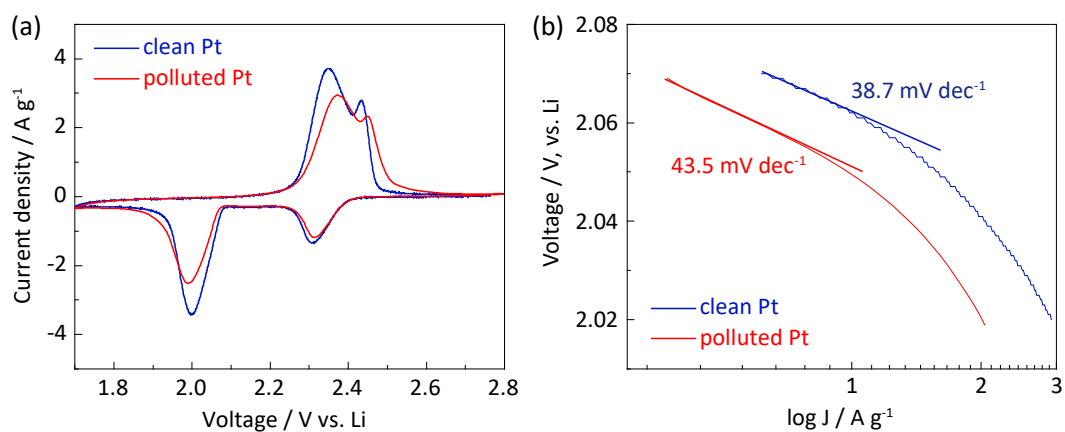 (a)
clean Pt
polluted Pt
Current density / A g⁻¹
4
2
0
-2
-4
1.8
2.0
2.2
2.4
2.6
2.8
Voltage / V vs. Li
(b)
2.08
2.06
2.04
2.02
Voltage / V, vs. Li
38.7 mV dec⁻¹
43.5 mV dec⁻¹
clean Pt
polluted Pt
1
2
3
log J / A g⁻¹